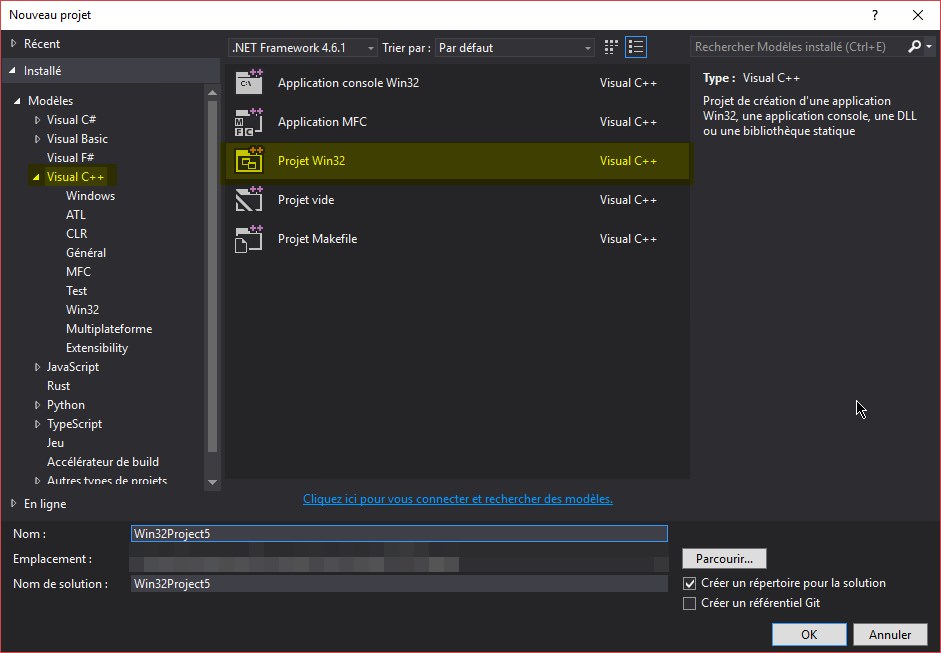 Nouveau projet
?
Récent
.NET Framework 4.6.1
Trier par :
Par défaut
Rechercher Modèles installé (Ctrl+E)
Installé
Modèles
Visual C#
Visual Basic
Visual F#
Visual C++
Windows
ATL
CLR
Général
MFC
Test
Win32
Multiplateforme
Extensibility
JavaScript
Rust
Python
TypeScript
Jeu
Accélérateur de build
Autres types de projets
En ligne
Application console Win32 Visual C++
Application MFC Visual C++
Projet Win32 Visual C++
Projet vide Visual C++
Projet Makefile Visual C++
Type : Visual C++
Projet de création d'une application
Win32, une application console, une DLL
ou une bibliothèque statique
Cliquez ici pour vous connecter et rechercher des modèles.
Nom : Win32Project5
Emplacement :
Parcourir...
Nom de solution : Win32Project5
Créer un répertoire pour la solution
Créer un référentiel Git
OK
Annuler